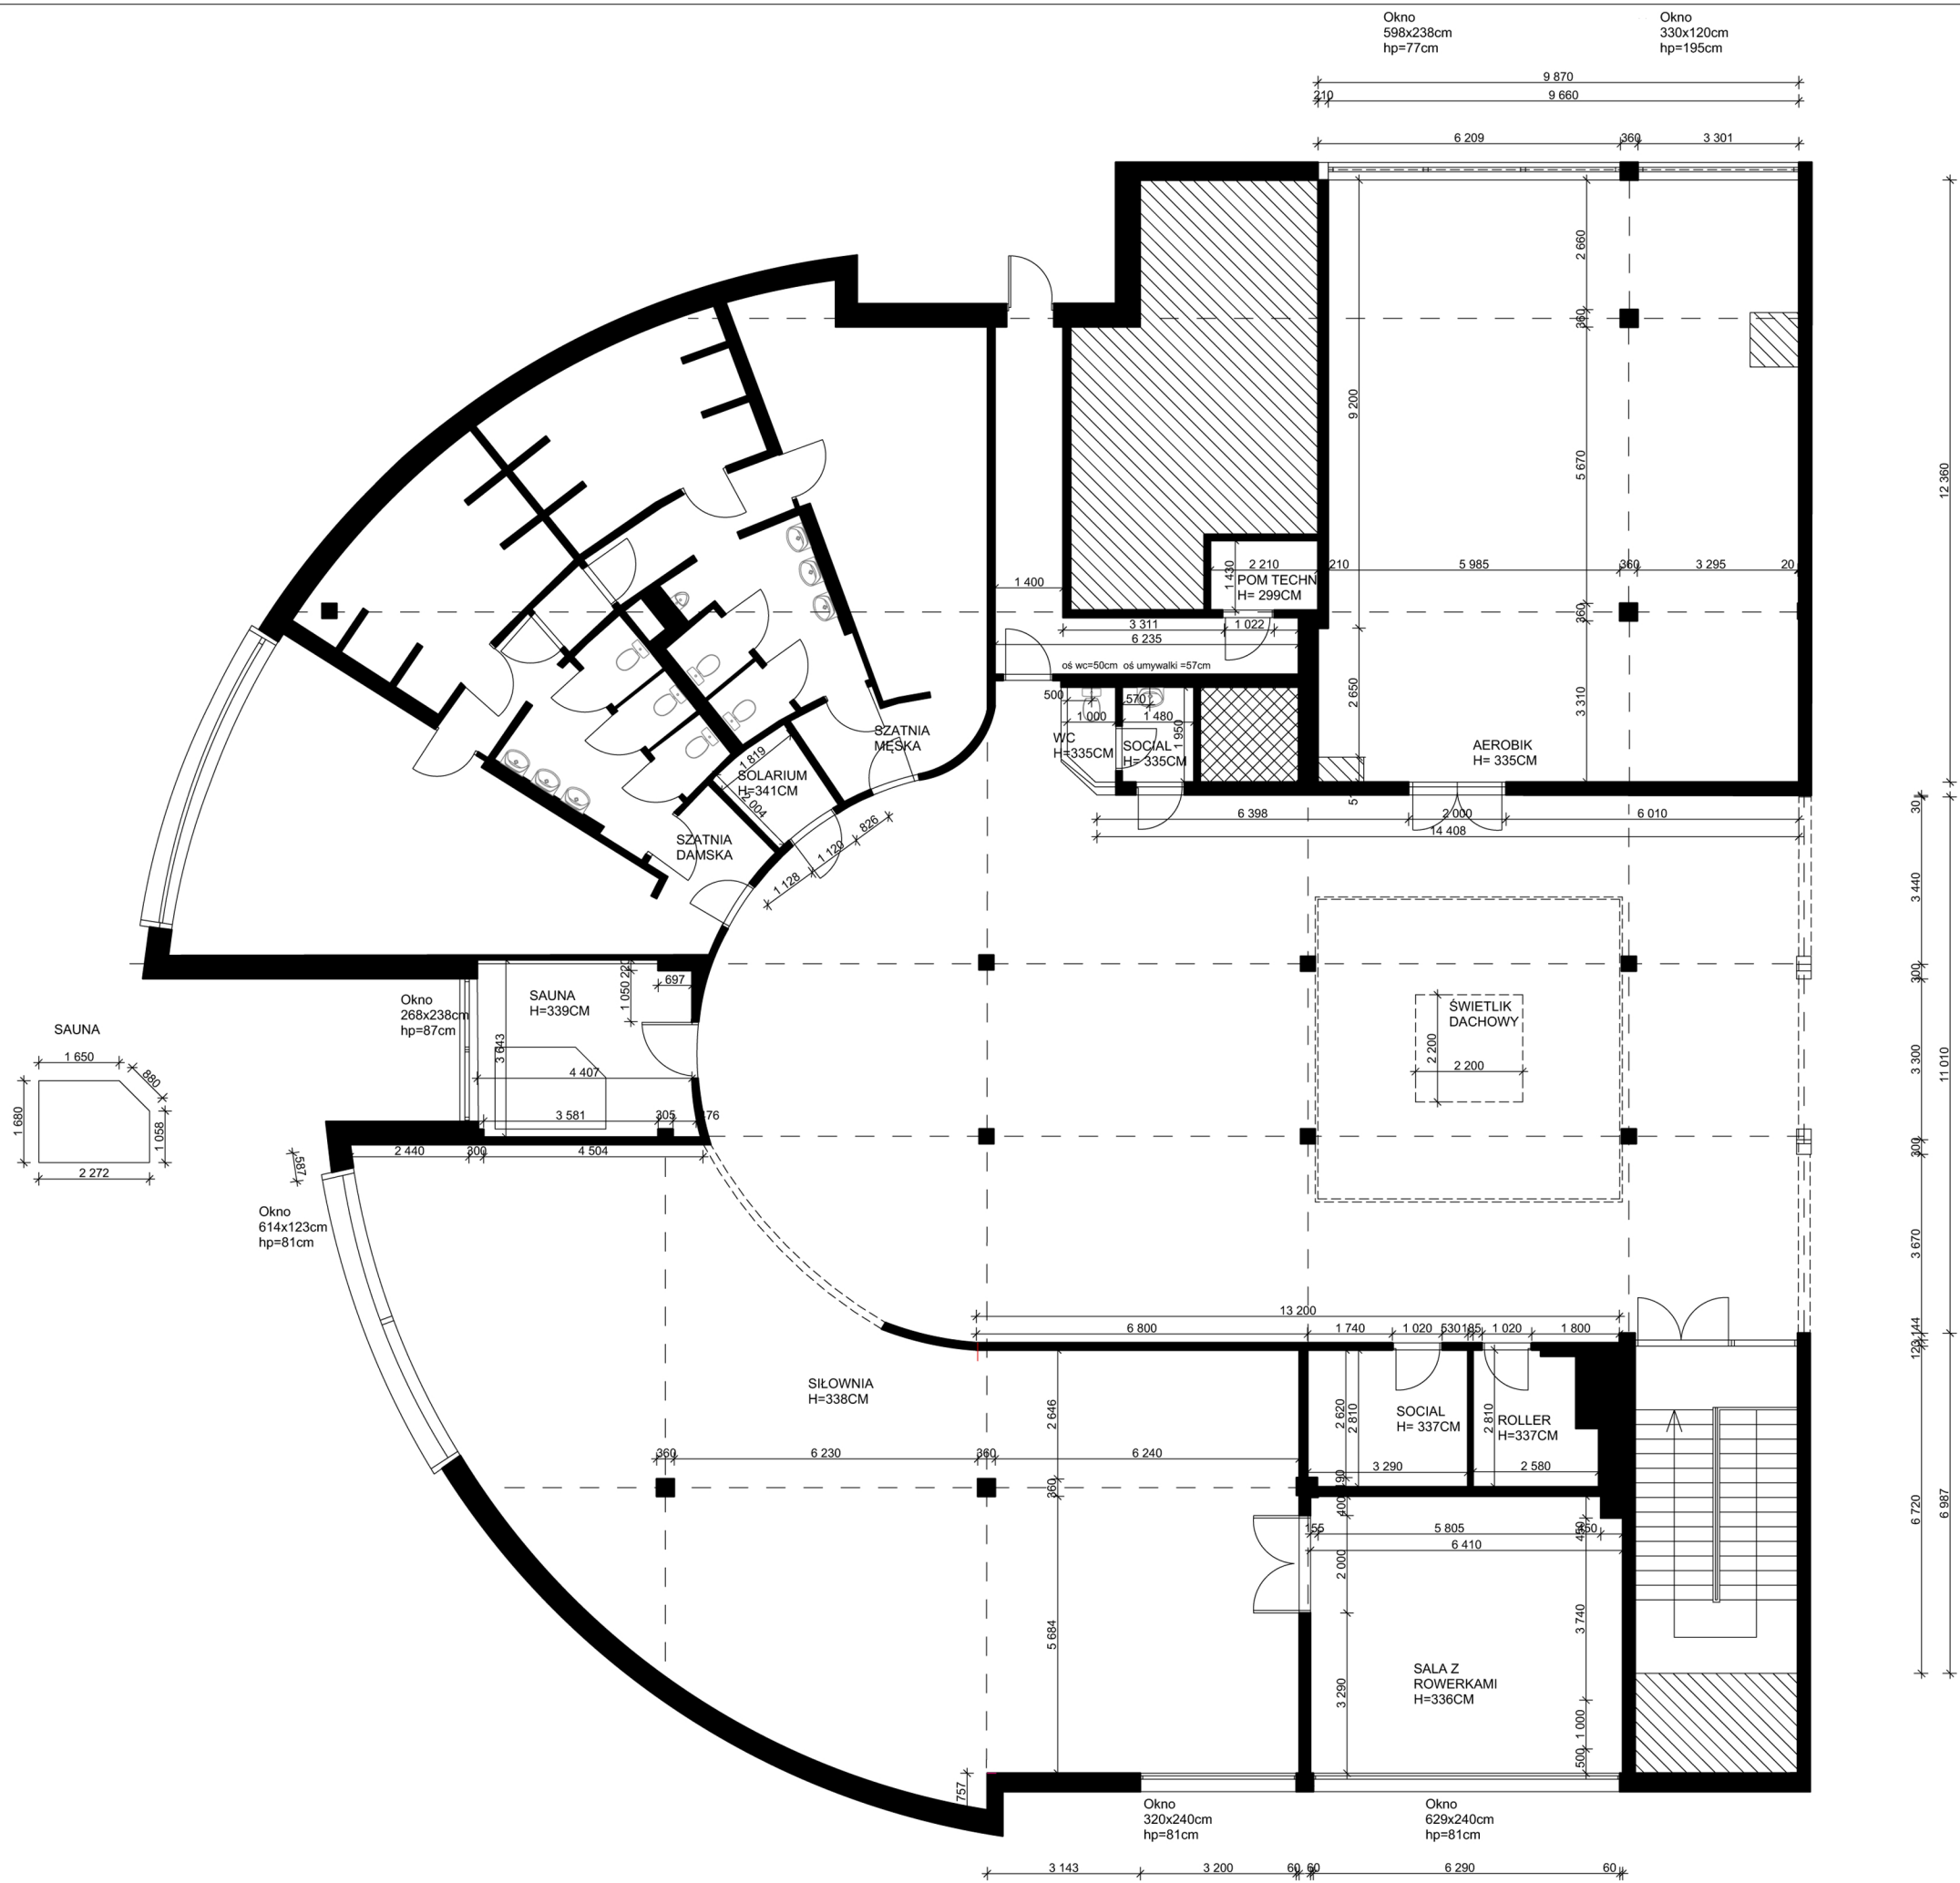 Okno
598x238cm
hp=77cm
Okno
330x120cm
hp=195cm
9 870
210
9 660
6 209
360
3 301
2 660
360
9 200
5 670
12 360
1 400
1 430
2 210
210
5 985
360
3 295
20
POM TECHN
H= 299CM
360
3 311
1 022
6 235
oś wc=50cm oś umywalki =57cm
2 650
3 310
500
570
1 000
1 480
1 950
WC
H=335CM
SOCIAL
H= 335CM
AEROBIK
H= 335CM
SZATNIA
MĘSKA
1 819
SOLARIUM
H=341CM
2 004
SZATNIA
DAMSKA
826
1 120
1 128
5
6 398
2 000
6 010
14 408
30
3 440
300
3 300
11 010
300
3 670
144
123
Okno
268x238cm
hp=87cm
SAUNA
H=339CM
1 050
220
697
3 643
4 407
3 581
305
176
ŚWIETLIK
DACHOWY
2 200
2 200
SAUNA
1 650
880
1 680
1 058
2 272
2 440
300
4 504
587
Okno
614x123cm
hp=81cm
13 200
6 800
1 740
1 020
530
185
1 020
1 800
SIŁOWNIA
H=338CM
2 646
2 620
2 810
SOCIAL
H= 337CM
2 810
ROLLER
H=337CM
360
6 230
360
6 240
3 290
2 580
360
190
400
155
5 805
450
6 410
2 000
3 740
5 684
3 290
6 720
6 987
SALA Z
ROWERKAMI
H=336CM
1 000
500
757
Okno
320x240cm
hp=81cm
Okno
629x240cm
hp=81cm
3 143
3 200
60
60
6 290
60